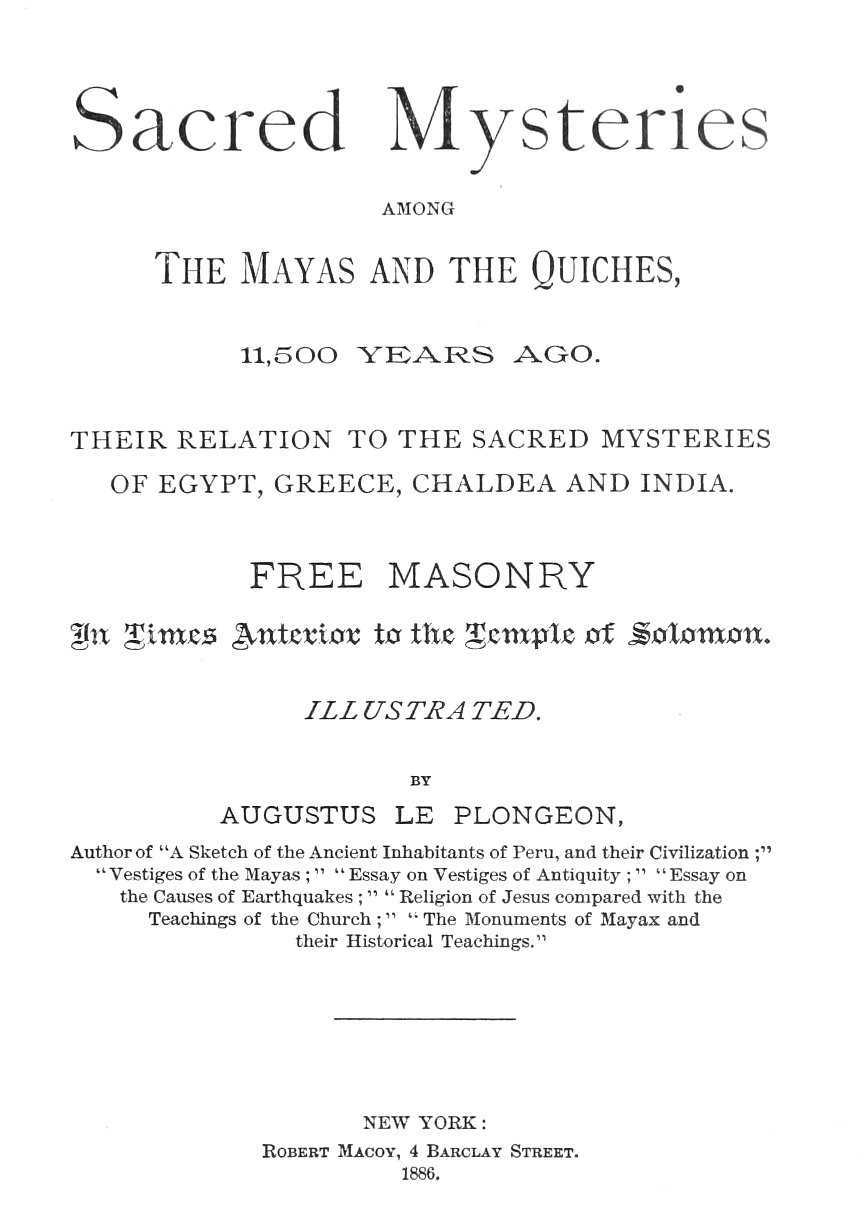 Sacred Mysteries
AMONG
THE MAYAS AND THE QUICHES,
11,500 YEARS AGO.
THEIR RELATION TO THE SACRED MYSTERIES
OF EGYPT, GREECE, CHALDEA AND INDIA.
FREE MASONRY
In Times Anterior to the Temple of Solomon.
ILLUSTRATED.
BY
AUGUSTUS LE PLONGEON,
Author of "A Sketch of the Ancient Inhabitants of Peru, and their Civilization;"
"Vestiges of the Mayas;" "Essay on Vestiges of Antiquity;" "Essay on
the Causes of Earthquakes;" "Religion of Jesus compared with the
Teachings of the Church;" "The Monuments of Mayax and
their Historical Teachings."
NEW YORK:
ROBERT MACOY, 4 BARCLAY STREET.
1886.